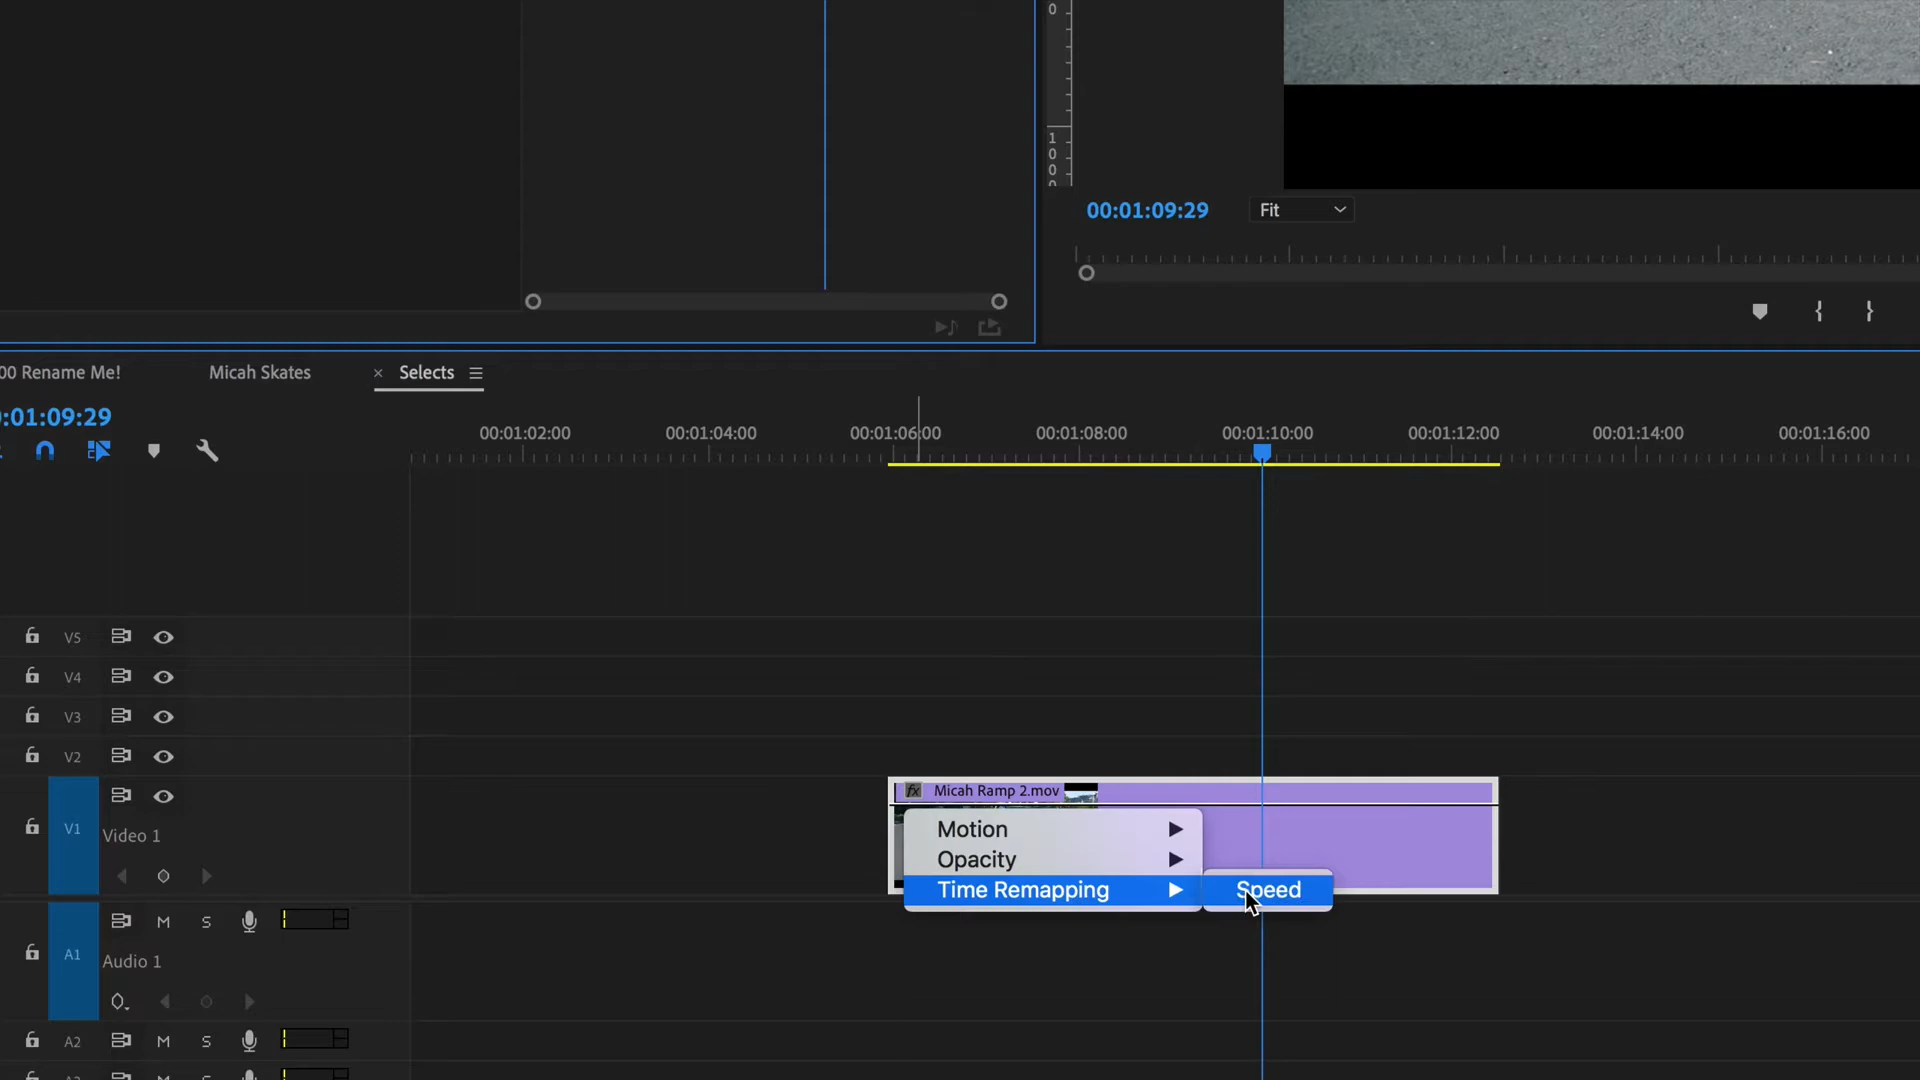 0
1
0
0
0
00:01:09:29
Fit
00 Rename Me!
Micah Skates
× Selects
:01:09:29
00:01:02:00
00:01:04:00
00:01:06:00
00:01:08:00
00:01:10:00
00:01:12:00
00:01:14:00
00:01:16:00
V5
V4
V3
V2
fx Micah Ramp 2.mov
V1
Video 1
Motion
Opacity
Time Remapping
Speed
M S
A1
Audio 1
A2 M S